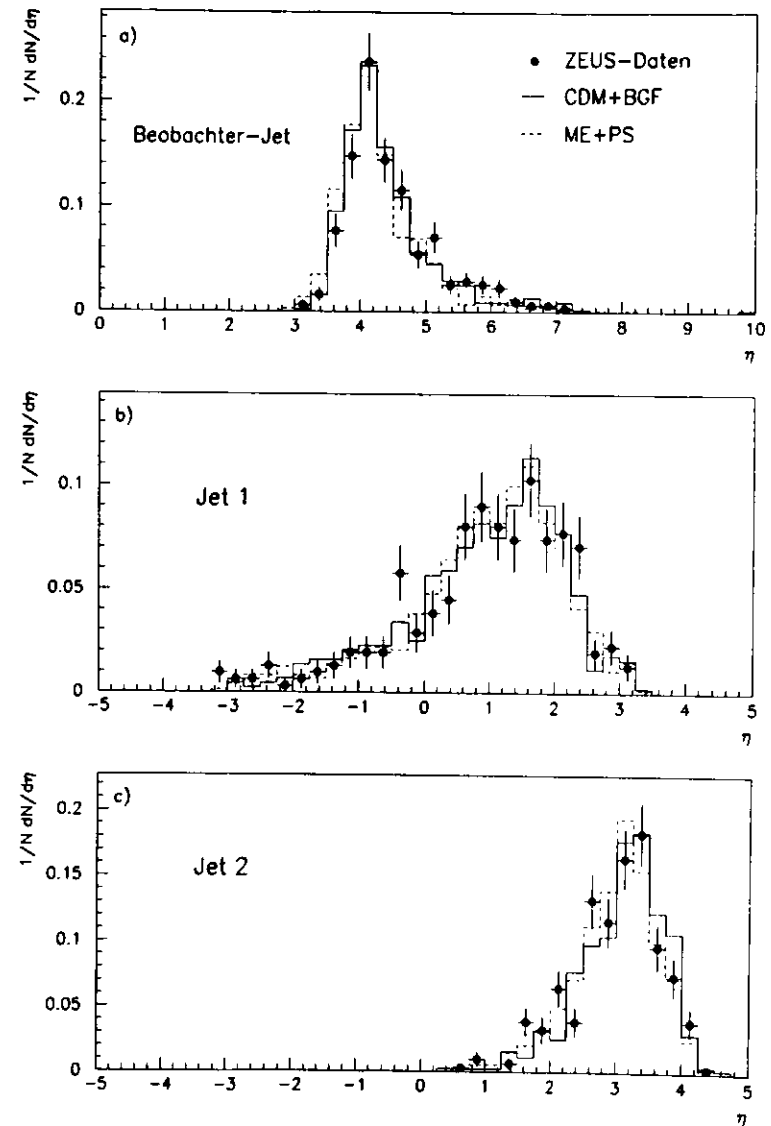 a)
1/N dN/dη
ZEUS-Daten
CDM+BGF
ME+PS
Beobachter-Jet
0.2
0.1
0
0 1 2 3 4 5 6 7 8 9 10
η
b)
1/N dN/dη
Jet 1
0.1
0.05
0
-5 -4 -3 -2 -1 0 1 2 3 4 5
η
c)
1/N dN/dη
Jet 2
0.2
0.15
0.1
0.05
0
-5 -4 -3 -2 -1 0 1 2 3 4 5
η